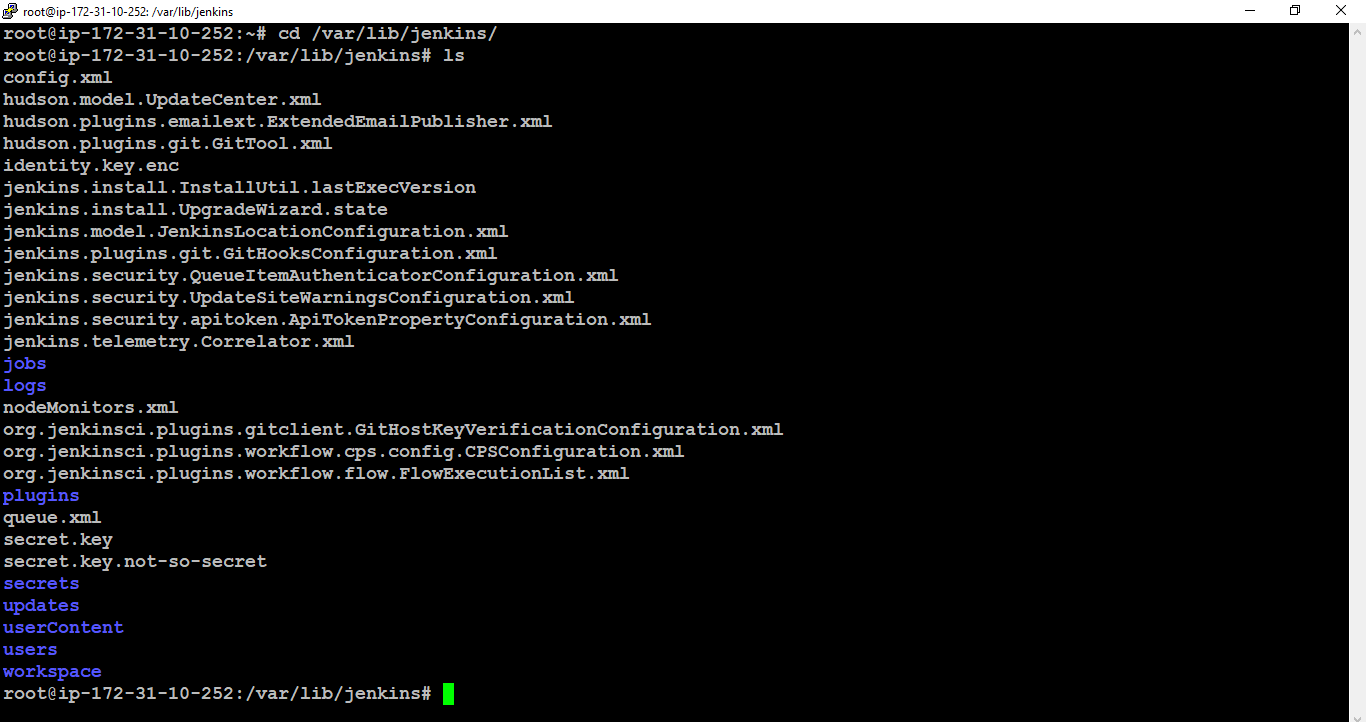 root@ip-172-31-10-252: /var/lib/jenkins
root@ip-172-31-10-252:~# cd /var/lib/jenkins/
root@ip-172-31-10-252:/var/lib/jenkins# ls
config.xml
hudson.model.UpdateCenter.xml
hudson.plugins.emailext.ExtendedEmailPublisher.xml
hudson.plugins.git.GitTool.xml
identity.key.enc
jenkins.install.InstallUtil.lastExecVersion
jenkins.install.UpgradeWizard.state
jenkins.model.JenkinsLocationConfiguration.xml
jenkins.plugins.git.GitHooksConfiguration.xml
jenkins.security.QueueItemAuthenticatorConfiguration.xml
jenkins.security.UpdateSiteWarningsConfiguration.xml
jenkins.security.apitoken.ApiTokenPropertyConfiguration.xml
jenkins.telemetry.Correlator.xml
jobs
logs
nodeMonitors.xml
org.jenkinsci.plugins.gitclient.GitHostKeyVerificationConfiguration.xml
org.jenkinsci.plugins.workflow.cps.config.CPSConfiguration.xml
org.jenkinsci.plugins.workflow.flow.FlowExecutionList.xml
plugins
queue.xml
secret.key
secret.key.not-so-secret
secrets
updates
userContent
users
workspace
root@ip-172-31-10-252:/var/lib/jenkins#